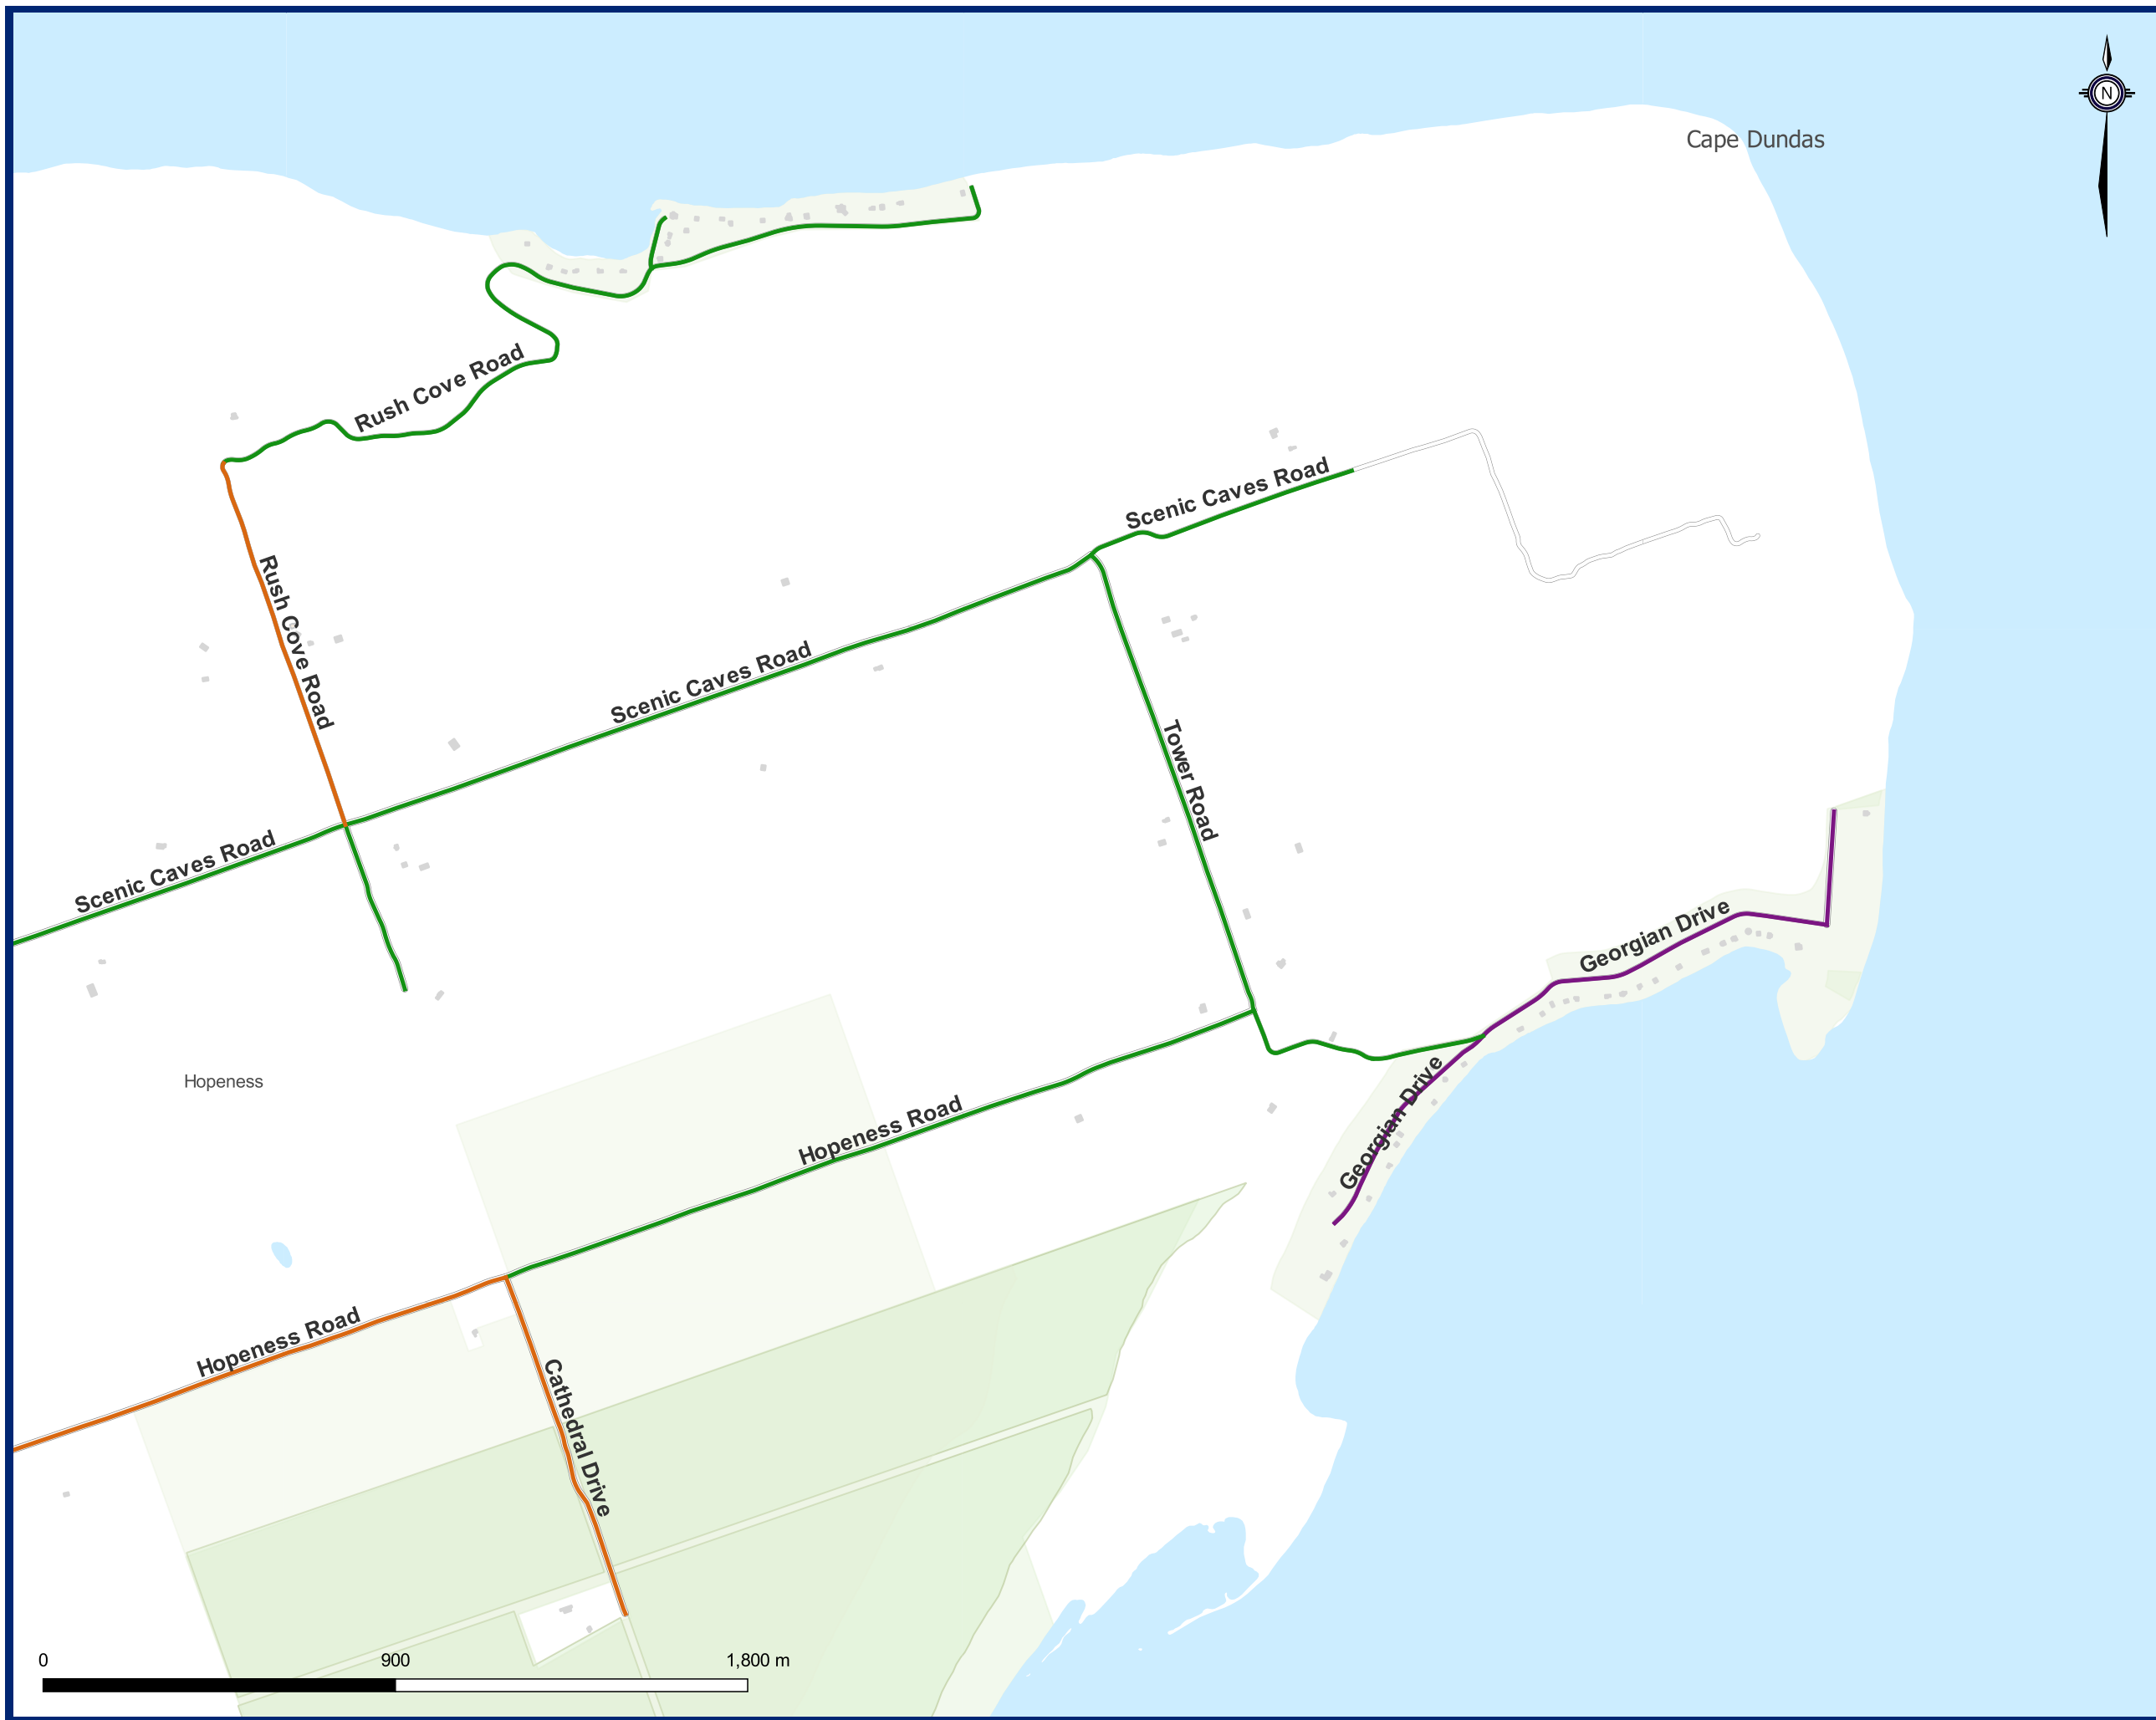 N
Cape Dundas
Rush Cove Road
Scenic Caves Road
Rush Cove Road
Scenic Caves Road
Tower Road
Scenic Caves Road
Georgian Drive
Georgian Drive
Hopeness
Hopeness Road
Hopeness Road
Cathedral Drive
0 900 1,800 m